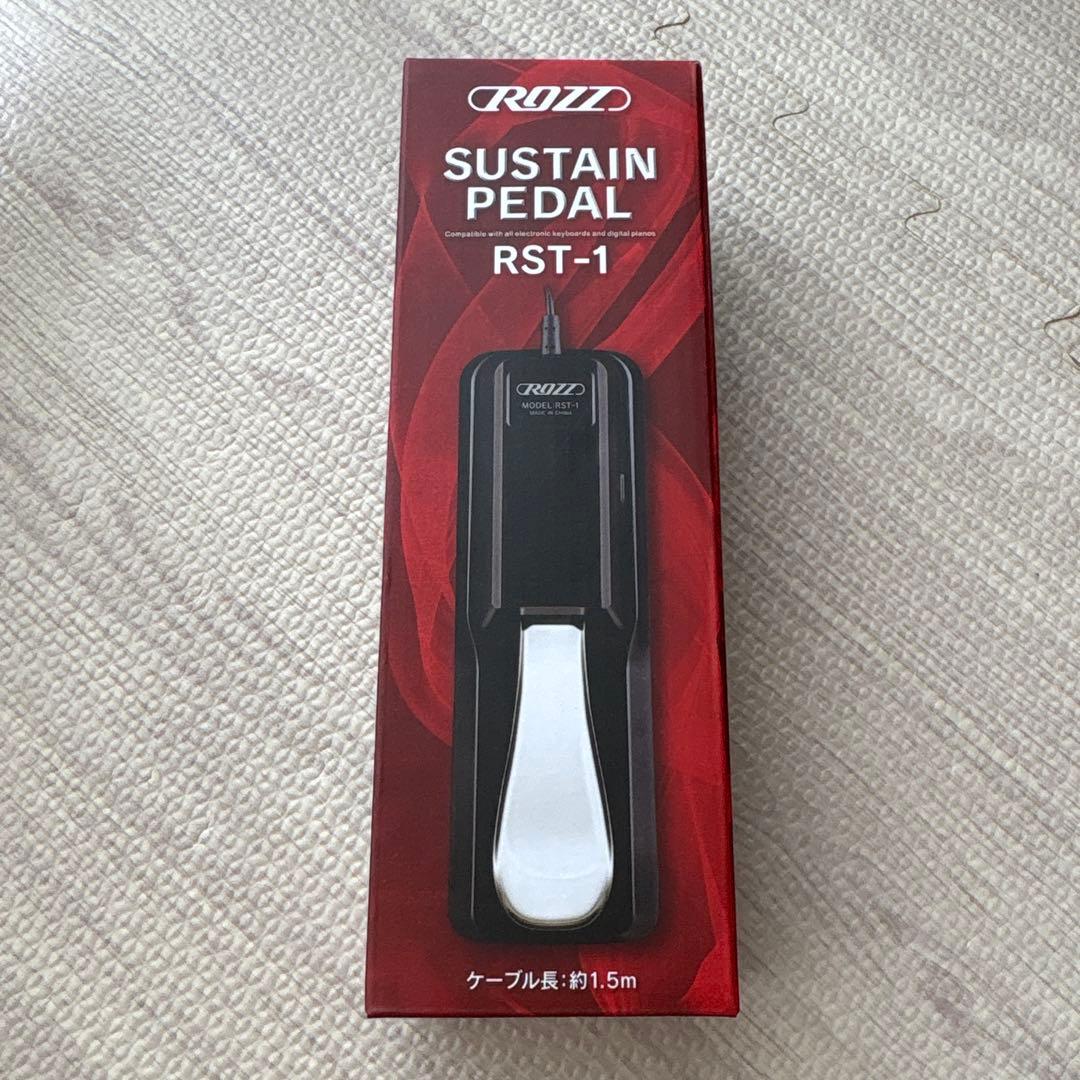 ROZZ
SUSTAIN
PEDAL
Compatible with all electronic keyboards and digital pianos
RST-1
ROZZ
MODEL:RST-1
MADE IN CHINA
ケーブル長:約1.5m